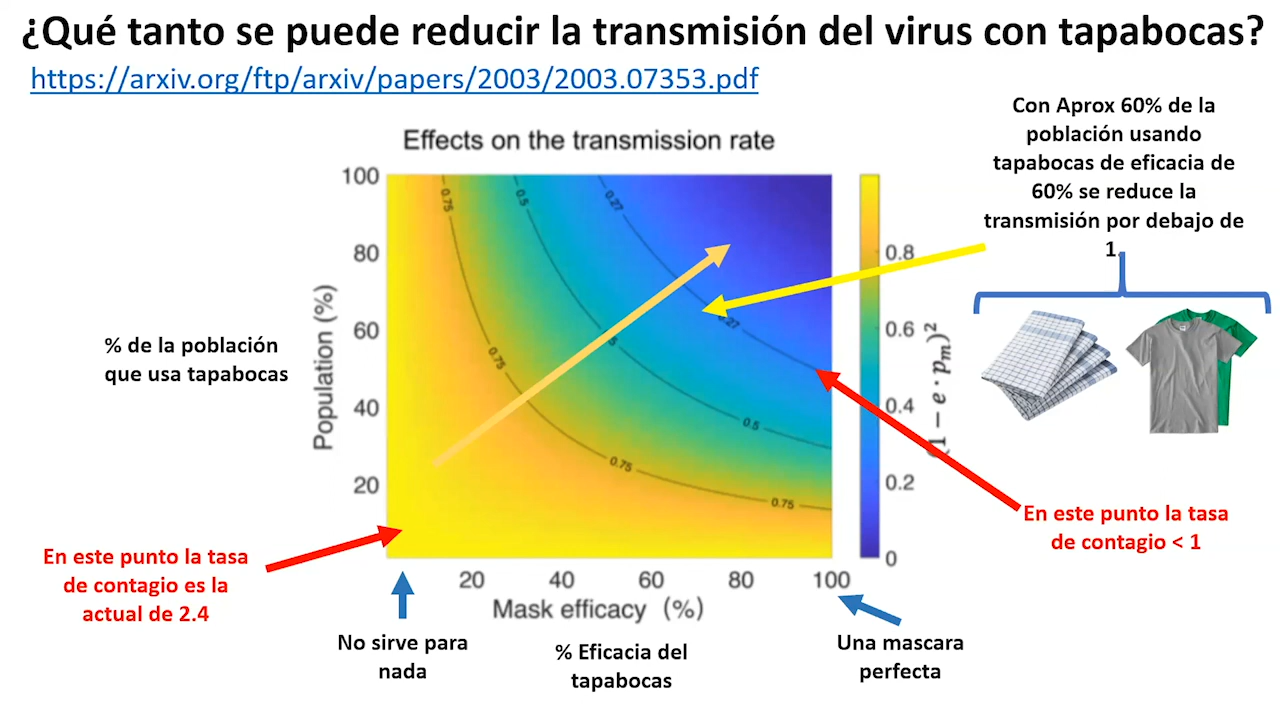 ¿Qué tanto se puede reducir la transmisión del virus con tapabocas?
https://arxiv.org/ftp/arxiv/papers/2003/2003.07353.pdf
Con Aprox 60% de la
población usando
tapabocas de eficacia de
60% se reduce la
transmisión por debajo de
1.
Effects on the transmission rate
100
80
60
40
20
Population (%)
0.75
0.5
0.27
0.75
0.5
0.27
0.75
0.5
0.75
20
40
60
80
100
Mask efficacy (%)
0.8
0.6
0.4
0.2
0
(1 − e · pₘ)²
% de la población
que usa tapabocas
En este punto la tasa
de contagio es la
actual de 2.4
En este punto la tasa
de contagio < 1
No sirve para
nada
% Eficacia del
tapabocas
Una mascara
perfecta